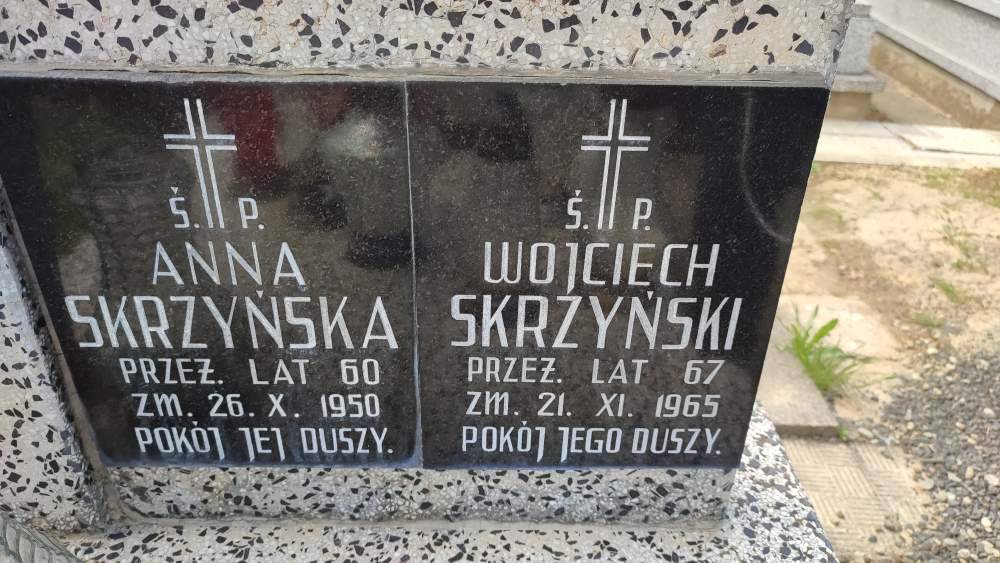 Ś. P.
ANNA
SKRZYŃSKA
PRZEŻ. LAT 60
ZM. 26. X. 1950
POKÓJ JEJ DUSZY.
Ś. P.
WOJCIECH
SKRZYŃSKI
PRZEŻ. LAT 67
ZM. 21. XI. 1965
POKÓJ JEGO DUSZY.